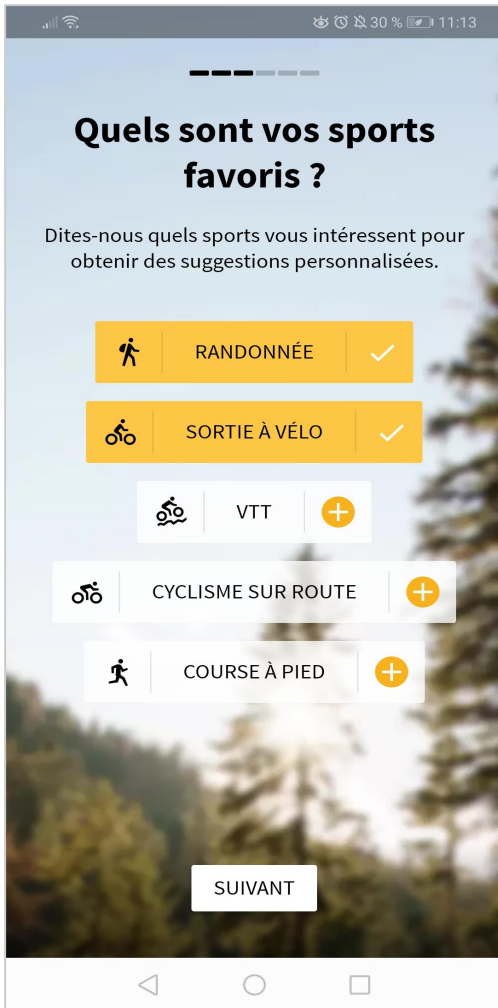 30 % 11:13
Quels sont vos sports
favoris ?
Dites-nous quels sports vous intéressent pour
obtenir des suggestions personnalisées.
RANDONNÉE
SORTIE À VÉLO
VTT
CYCLISME SUR ROUTE
COURSE À PIED
SUIVANT